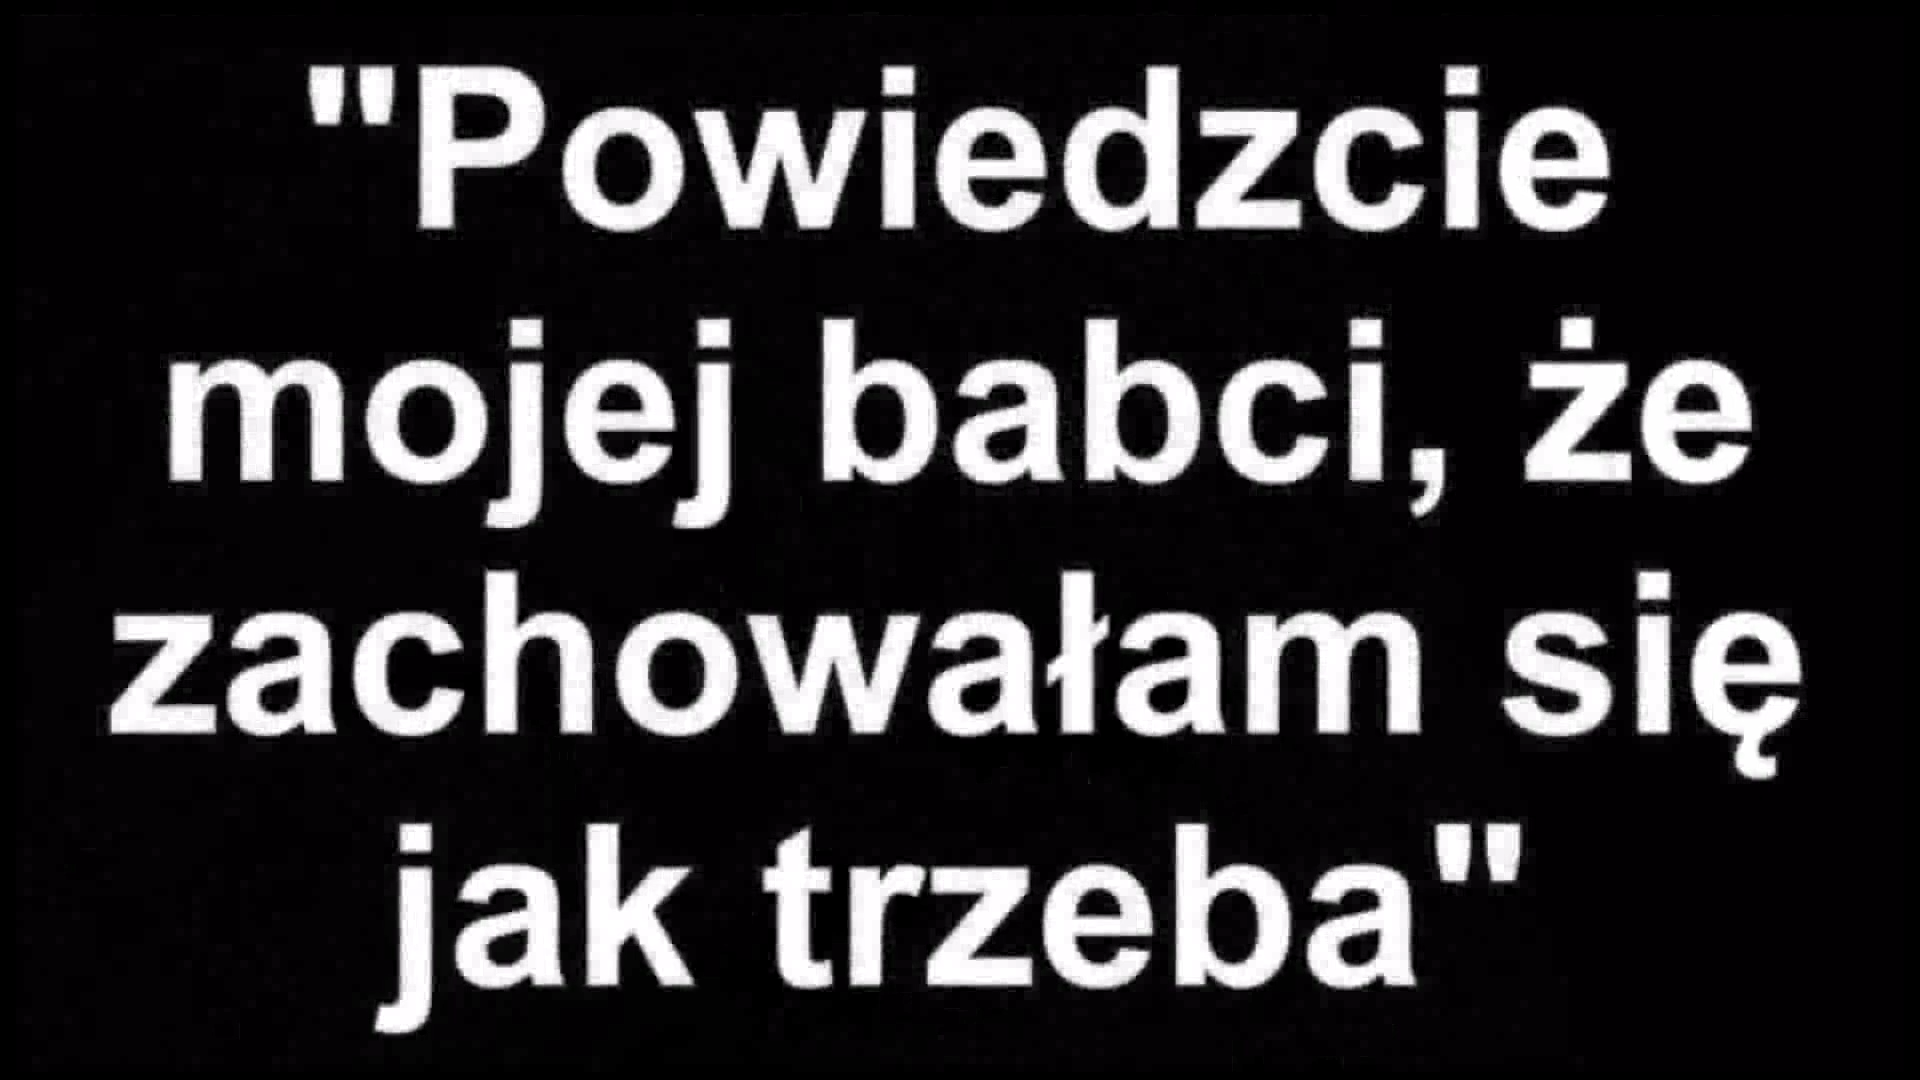 "Powiedzcie
mojej babci, że
zachowałam się
jak trzeba"